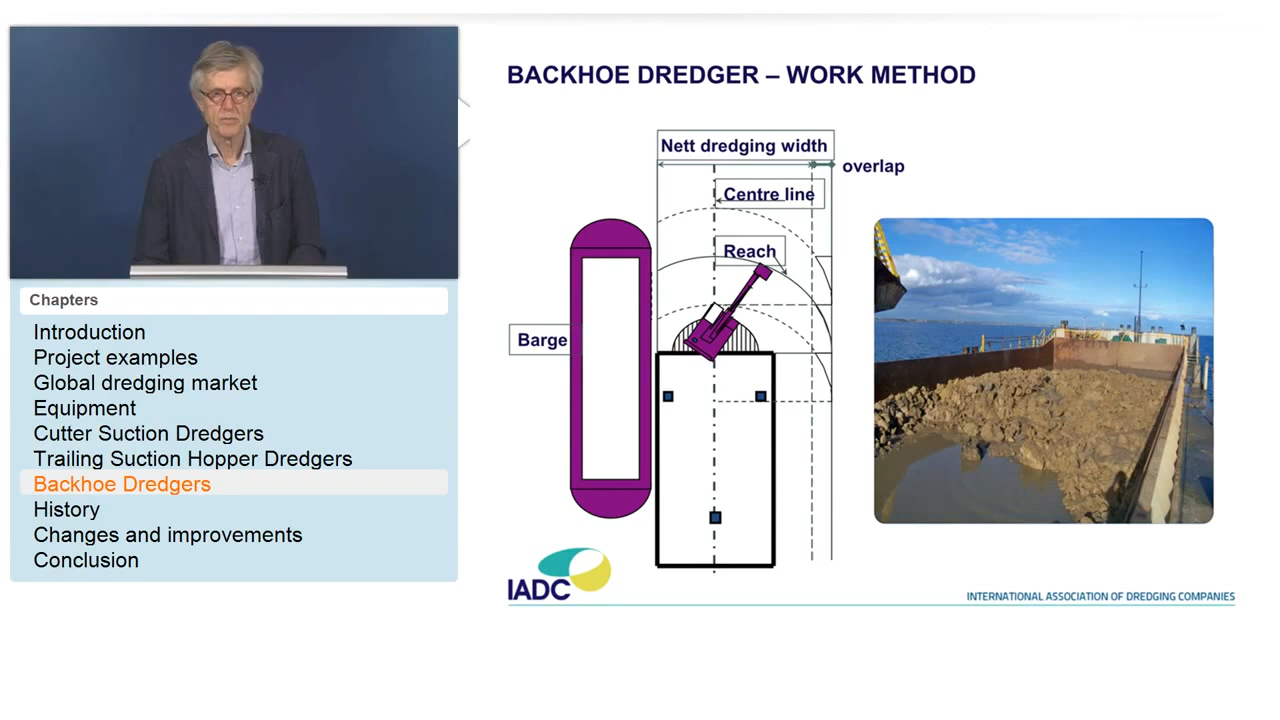 Chapters
Introduction
Project examples
Global dredging market
Equipment
Cutter Suction Dredgers
Trailing Suction Hopper Dredgers
Backhoe Dredgers
History
Changes and improvements
Conclusion
BACKHOE DREDGER – WORK METHOD
Nett dredging width
overlap
Centre line
Reach
Barge
IADC
INTERNATIONAL ASSOCIATION OF DREDGING COMPANIES